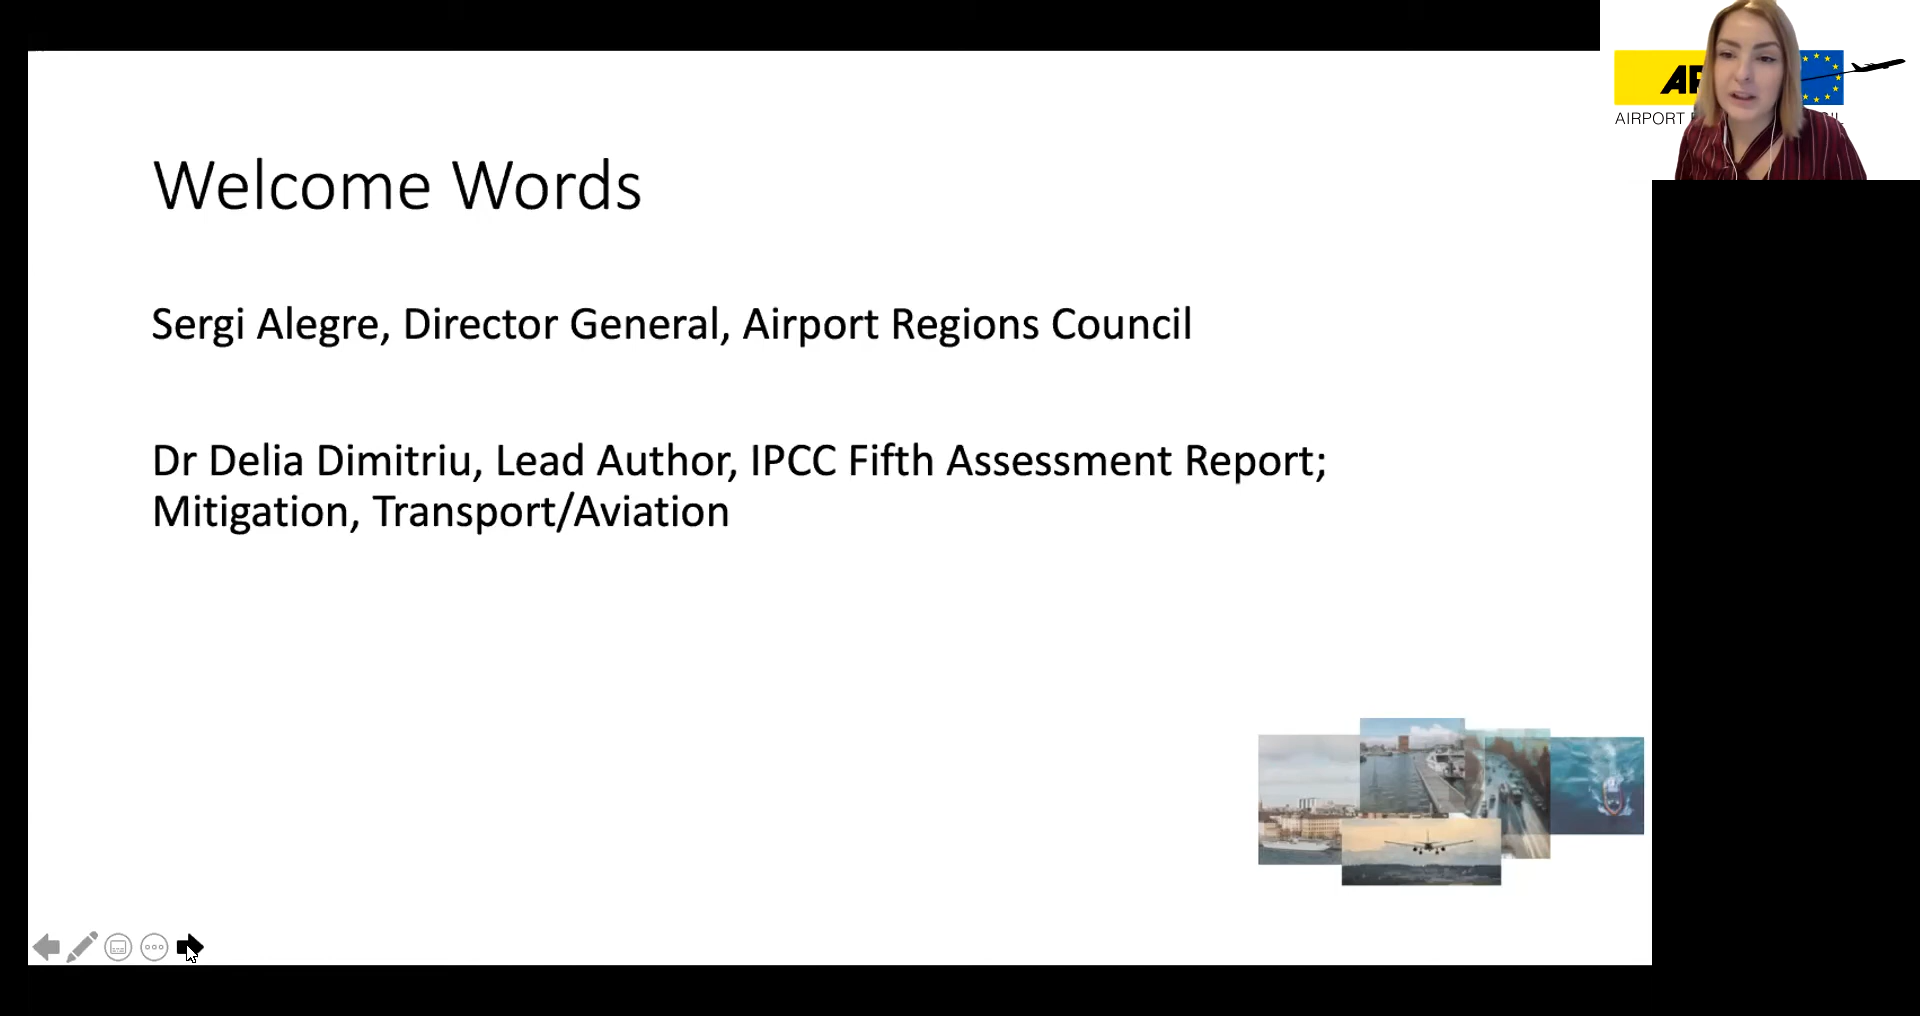 Welcome Words
Sergi Alegre, Director General, Airport Regions Council
Dr Delia Dimitriu, Lead Author, IPCC Fifth Assessment Report;
Mitigation, Transport/Aviation
AIRPORT